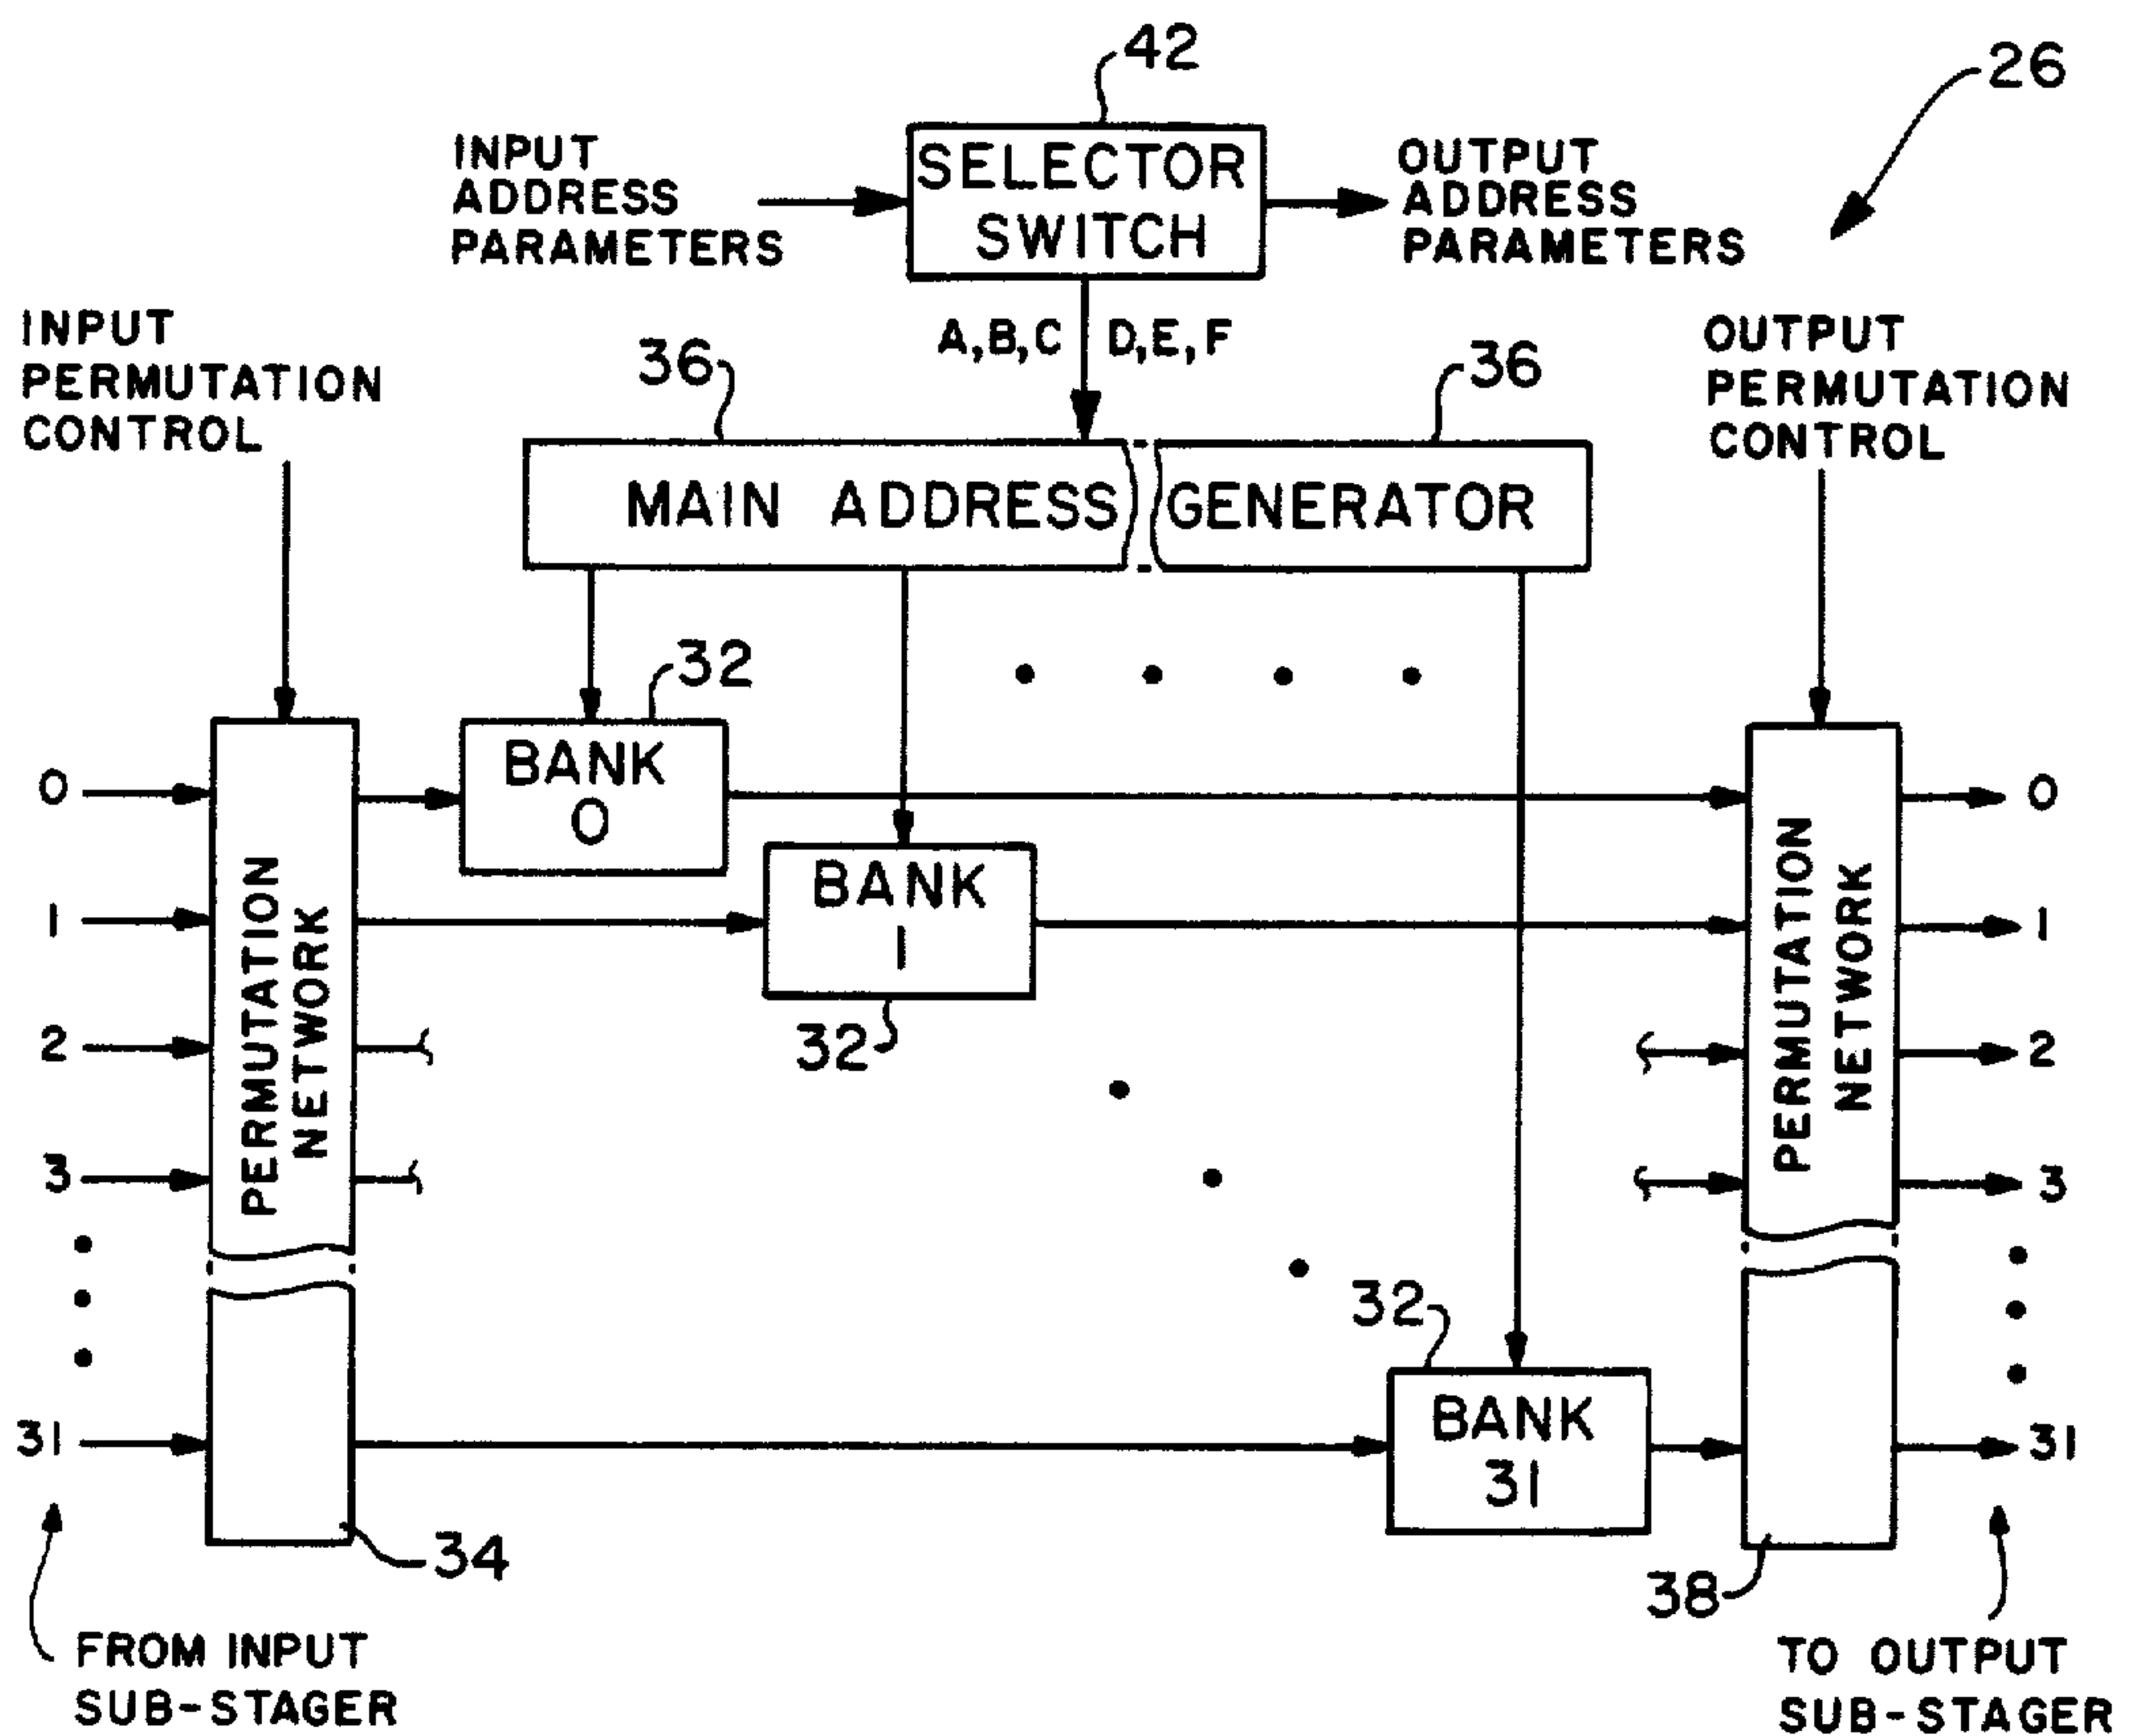 42
26
INPUT
ADDRESS
PARAMETERS
SELECTOR
SWITCH
OUTPUT
ADDRESS
PARAMETERS
INPUT
PERMUTATION
CONTROL
A,B,C D,E,F
OUTPUT
PERMUTATION
CONTROL
36
36
MAIN ADDRESS GENERATOR
32
0
BANK
0
0
1
BANK
1
1
PERMUTATION
NETWORK
PERMUTATION
NETWORK
2
32
2
3
3
32
31
BANK
31
31
34
38
FROM INPUT
SUB-STAGER
TO OUTPUT
SUB-STAGER